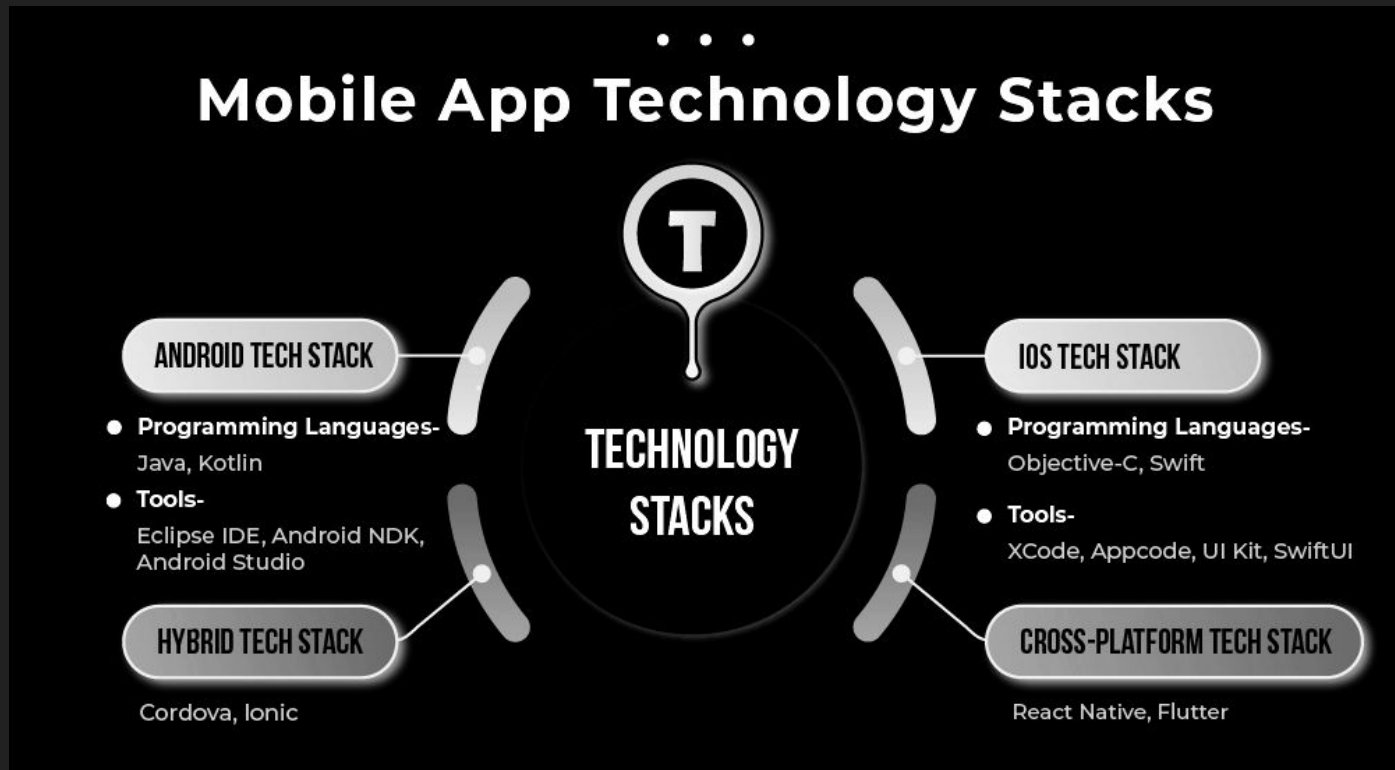 Mobile App Technology Stacks
T
ANDROID TECH STACK
Programming Languages-
Java, Kotlin
Tools-
Eclipse IDE, Android NDK,
Android Studio
HYBRID TECH STACK
Cordova, Ionic
TECHNOLOGY
STACKS
IOS TECH STACK
Programming Languages-
Objective-C, Swift
Tools-
XCode, Appcode, UI Kit, SwiftUI
CROSS-PLATFORM TECH STACK
React Native, Flutter